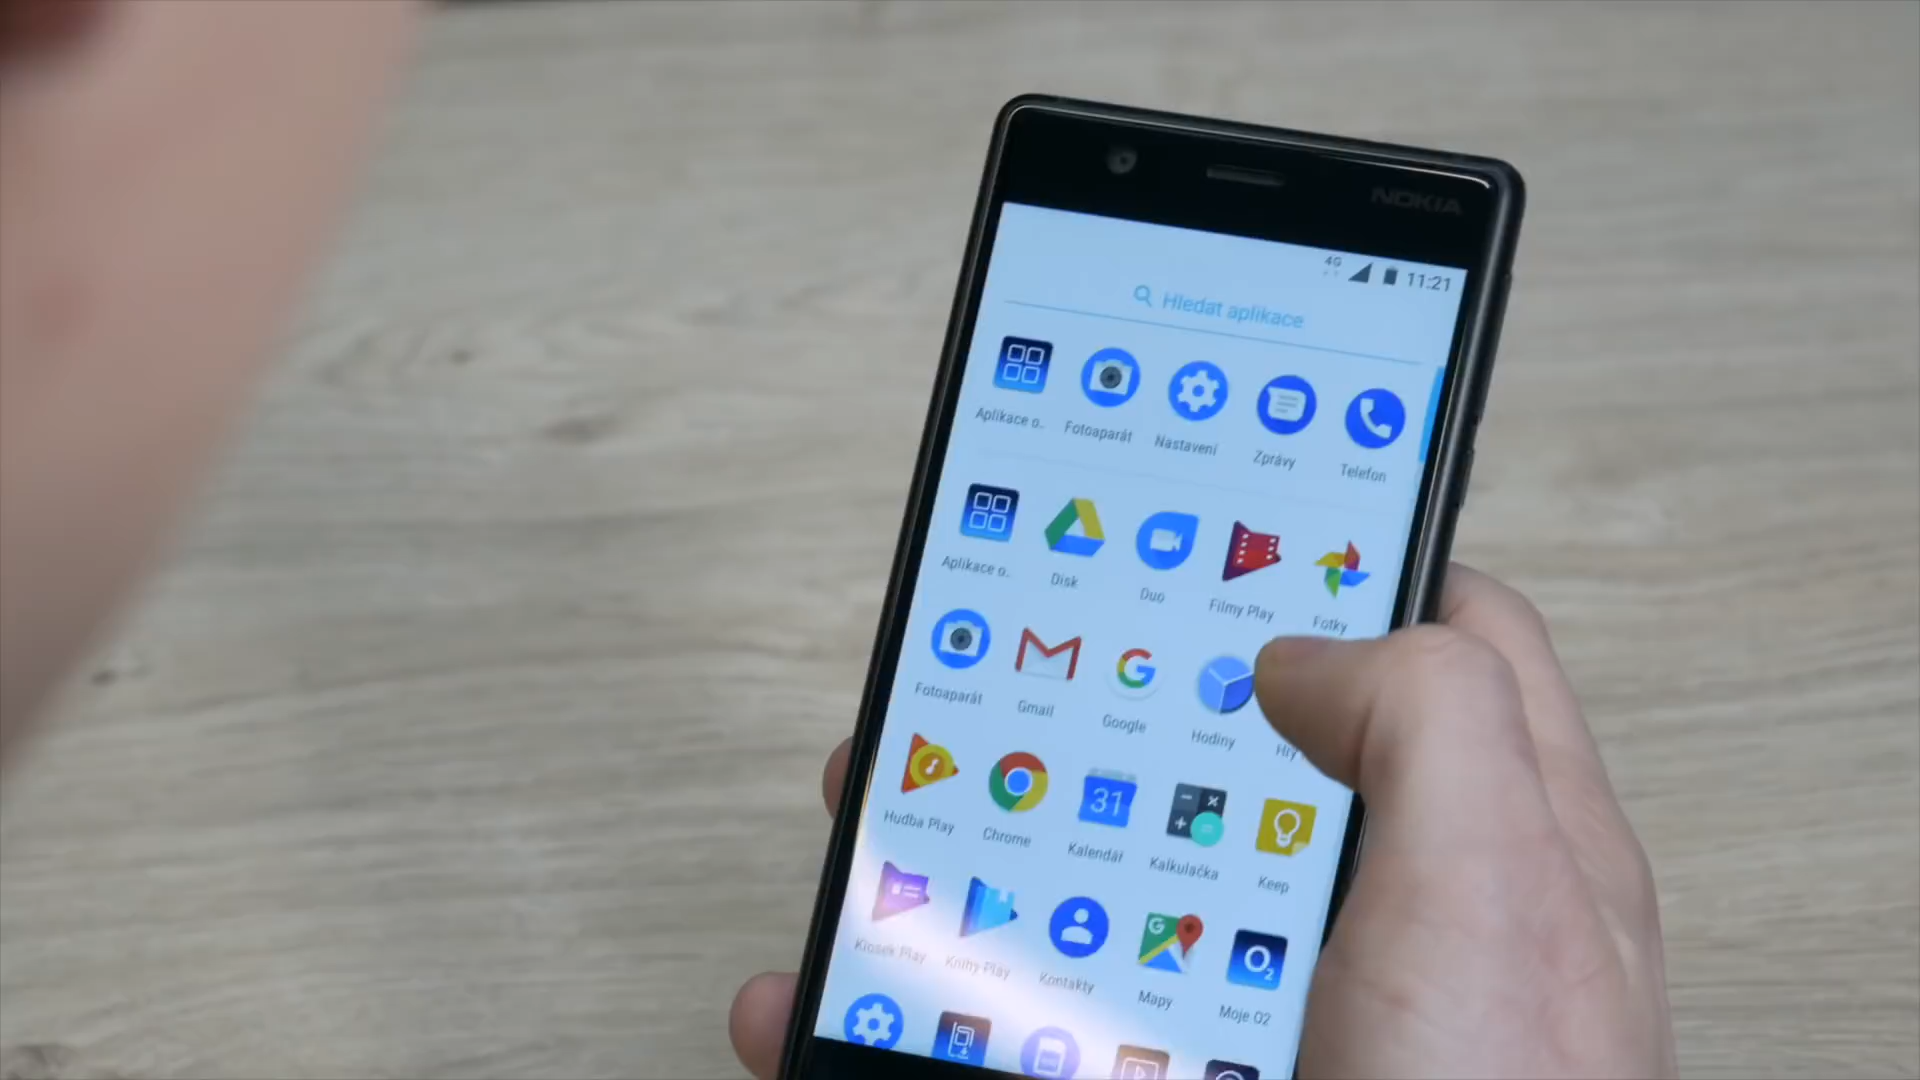 NOKIA
4G 11:21
Hledat aplikace
Aplikace o.. Fotoaparát Nastavení Zprávy Telefon
Aplikace o.. Disk Duo Filmy Play Fotky
Fotoaparát Gmail Google Hodiny
G
31
Hudba Play Chrome Kalendář Kalkulačka Keep
G O2
Kiosek Play Knihy Play Kontakty Mapy Moje O2